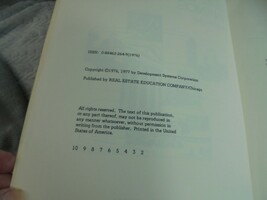 Copyright ©1974, 1977 by Development Systems Corporation
Published by REAL ESTATE EDUCATION COMPANY/Chicago
All rights reserved. The text of this publication,
or any part thereof, may not be reproduced in
any manner whatsoever, without permission in
writing from the publisher. Printed in the United
States of America.
10 9 8 7 6 5 4 3 2